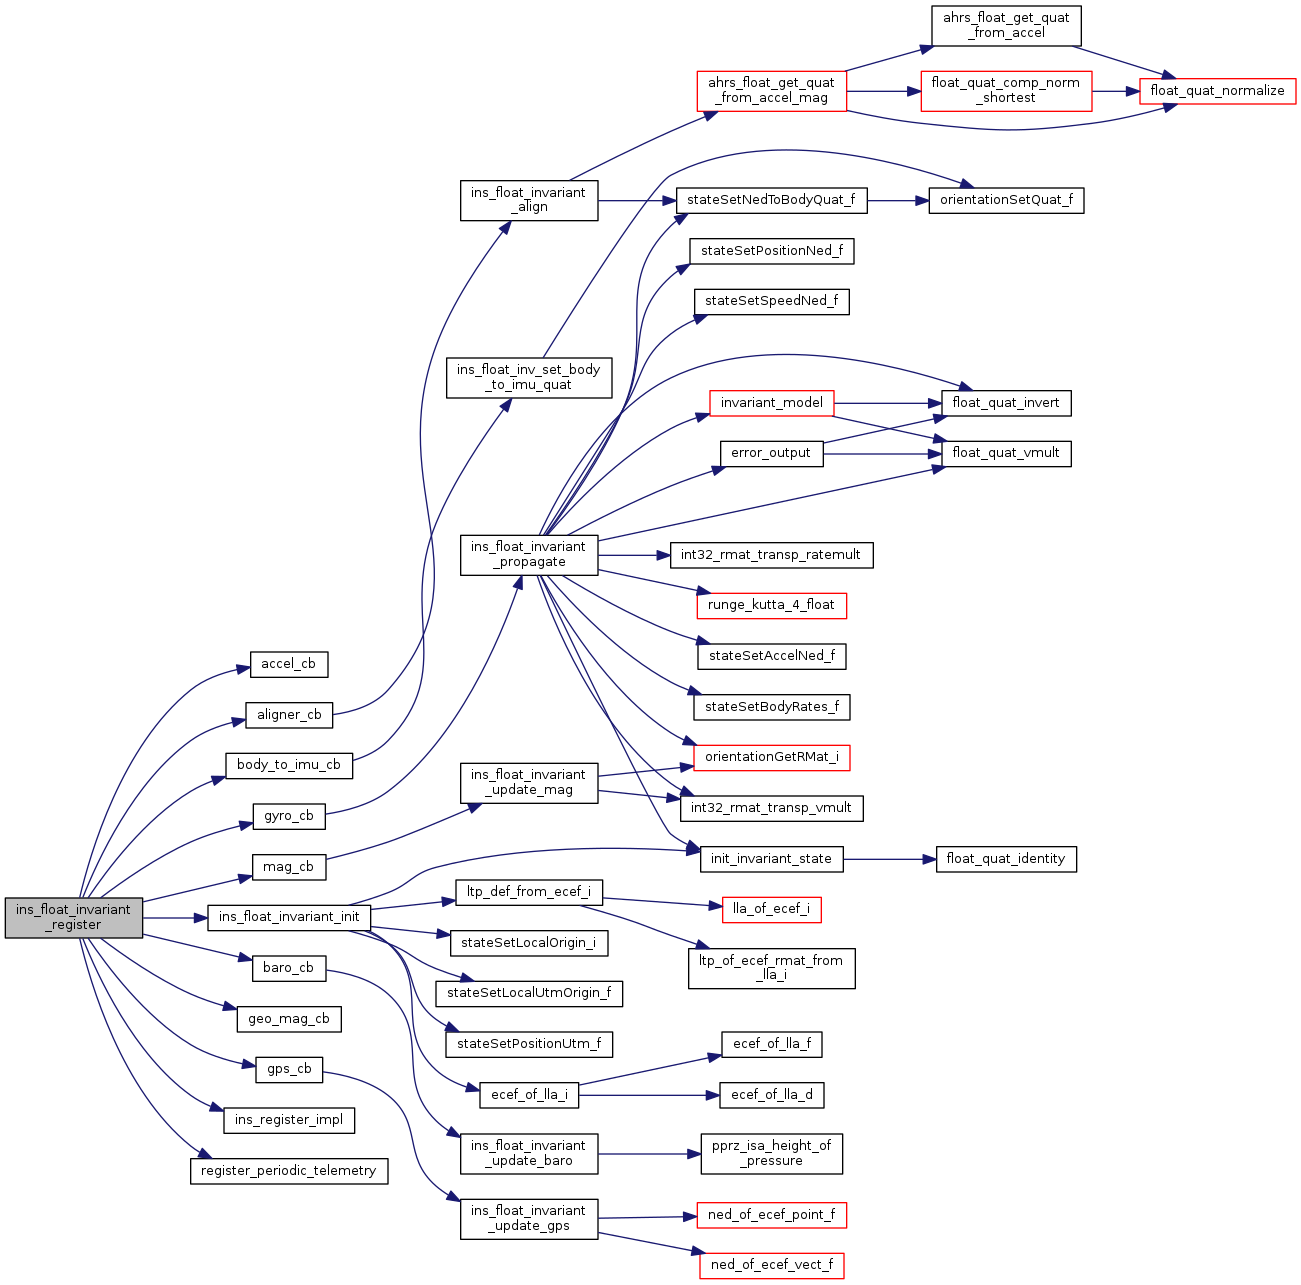 ahrs_float_get_quat
_from_accel
ahrs_float_get_quat
_from_accel_mag
float_quat_comp_norm
_shortest
float_quat_normalize
ins_float_invariant
_align
stateSetNedToBodyQuat_f
orientationSetQuat_f
stateSetPositionNed_f
stateSetSpeedNed_f
ins_float_inv_set_body
_to_imu_quat
invariant_model
float_quat_invert
error_output
float_quat_vmult
ins_float_invariant
_propagate
int32_rmat_transp_ratemult
runge_kutta_4_float
accel_cb
stateSetAccelNed_f
aligner_cb
stateSetBodyRates_f
body_to_imu_cb
orientationGetRMat_i
ins_float_invariant
_update_mag
gyro_cb
int32_rmat_transp_vmult
mag_cb
init_invariant_state
float_quat_identity
ins_float_invariant
_register
ins_float_invariant_init
ltp_def_from_ecef_i
lla_of_ecef_i
stateSetLocalOrigin_i
baro_cb
ltp_of_ecef_rmat_from
_lla_i
stateSetLocalUtmOrigin_f
geo_mag_cb
stateSetPositionUtm_f
ecef_of_lla_f
gps_cb
ecef_of_lla_i
ecef_of_lla_d
ins_register_impl
ins_float_invariant
_update_baro
pprz_isa_height_of
_pressure
register_periodic_telemetry
ins_float_invariant
_update_gps
ned_of_ecef_point_f
ned_of_ecef_vect_f